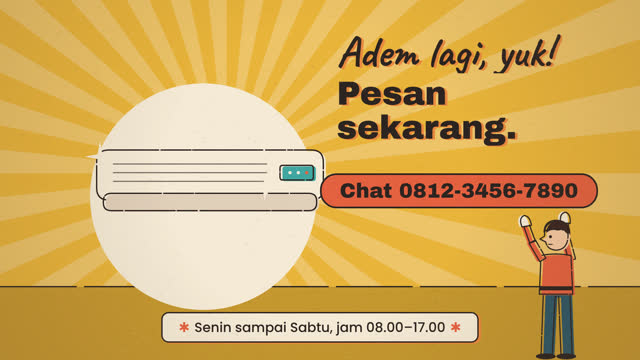 Adem lagi, yuk!
Pesan
sekarang.
Chat 0812-3456-7890
* Senin sampai Sabtu, jam 08.00–17.00 *